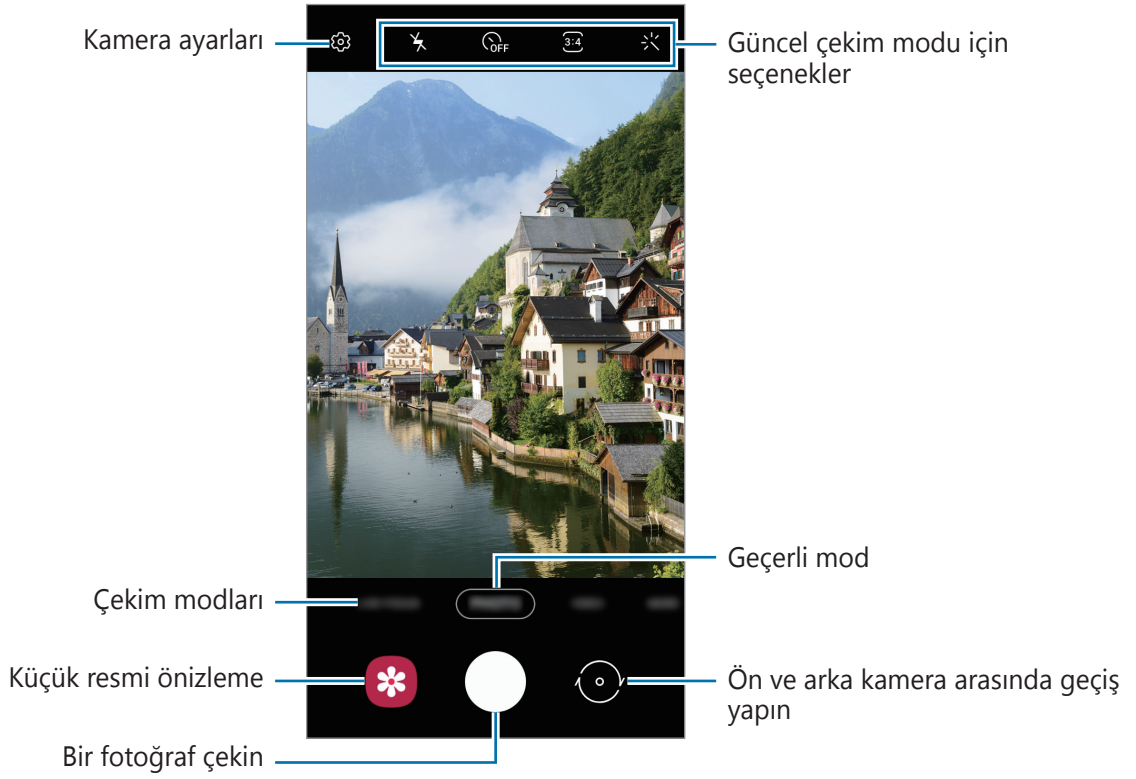 Kamera ayarları
OFF
3:4
Güncel çekim modu için
seçenekler
Geçerli mod
Çekim modları
Küçük resmi önizleme
Ön ve arka kamera arasında geçiş
yapın
Bir fotoğraf çekin